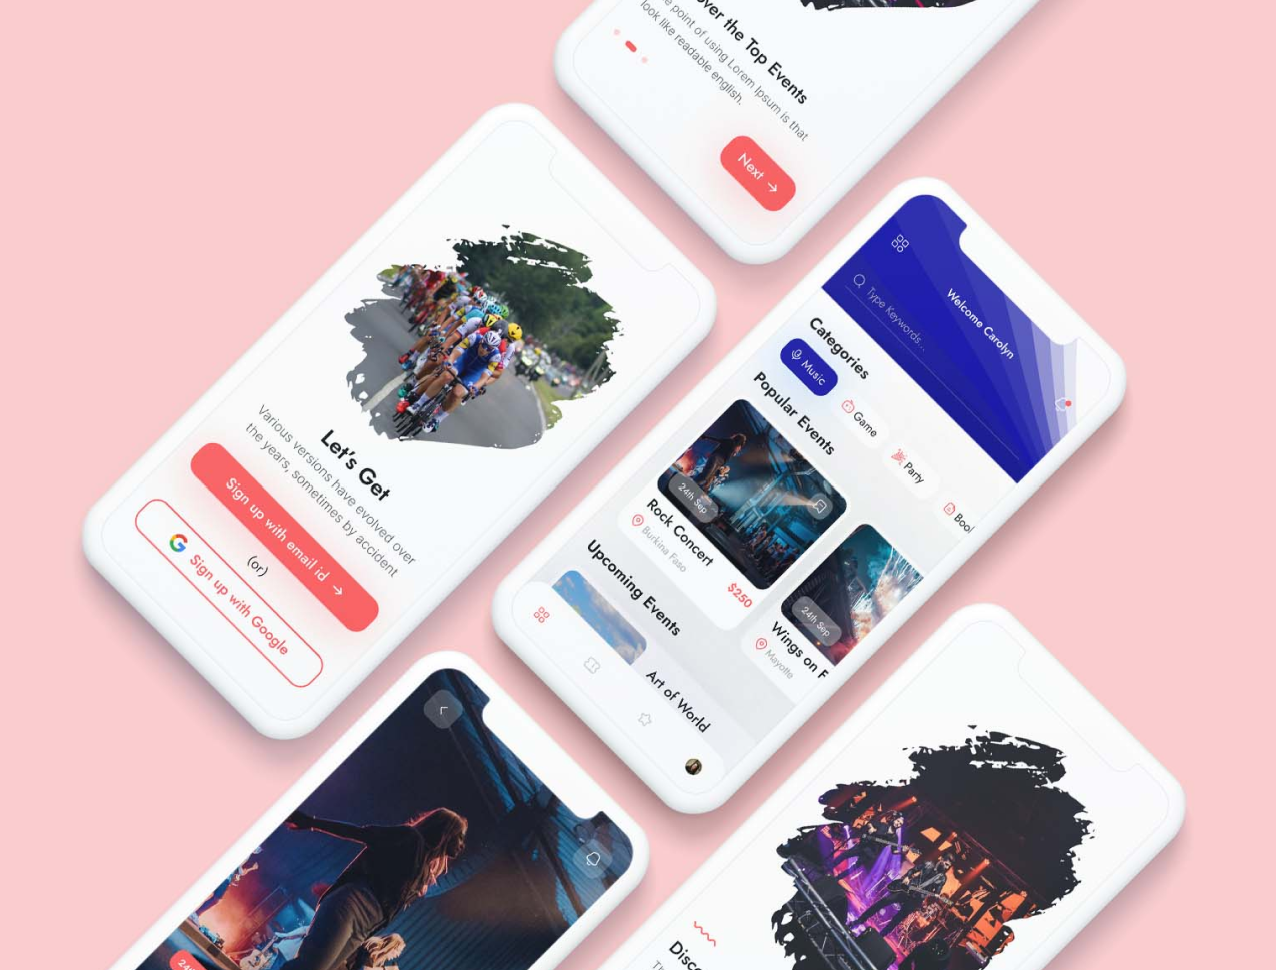 over the Top Events
point of using Lorem Ipsum is that
look like readable english.
Next
Let's Get
Various versions have evolved over
the years, sometimes by accident
Sign up with email id
(or)
Sign up with Google
Welcome Carolyn
Type Keywords...
Categories
Music
Game
Party
Popular Events
24th Sep
Rock Concert
Burkina Faso
$250
24th Sep
Wings on F
Mayotte
Upcoming Events
Art of World
Disco